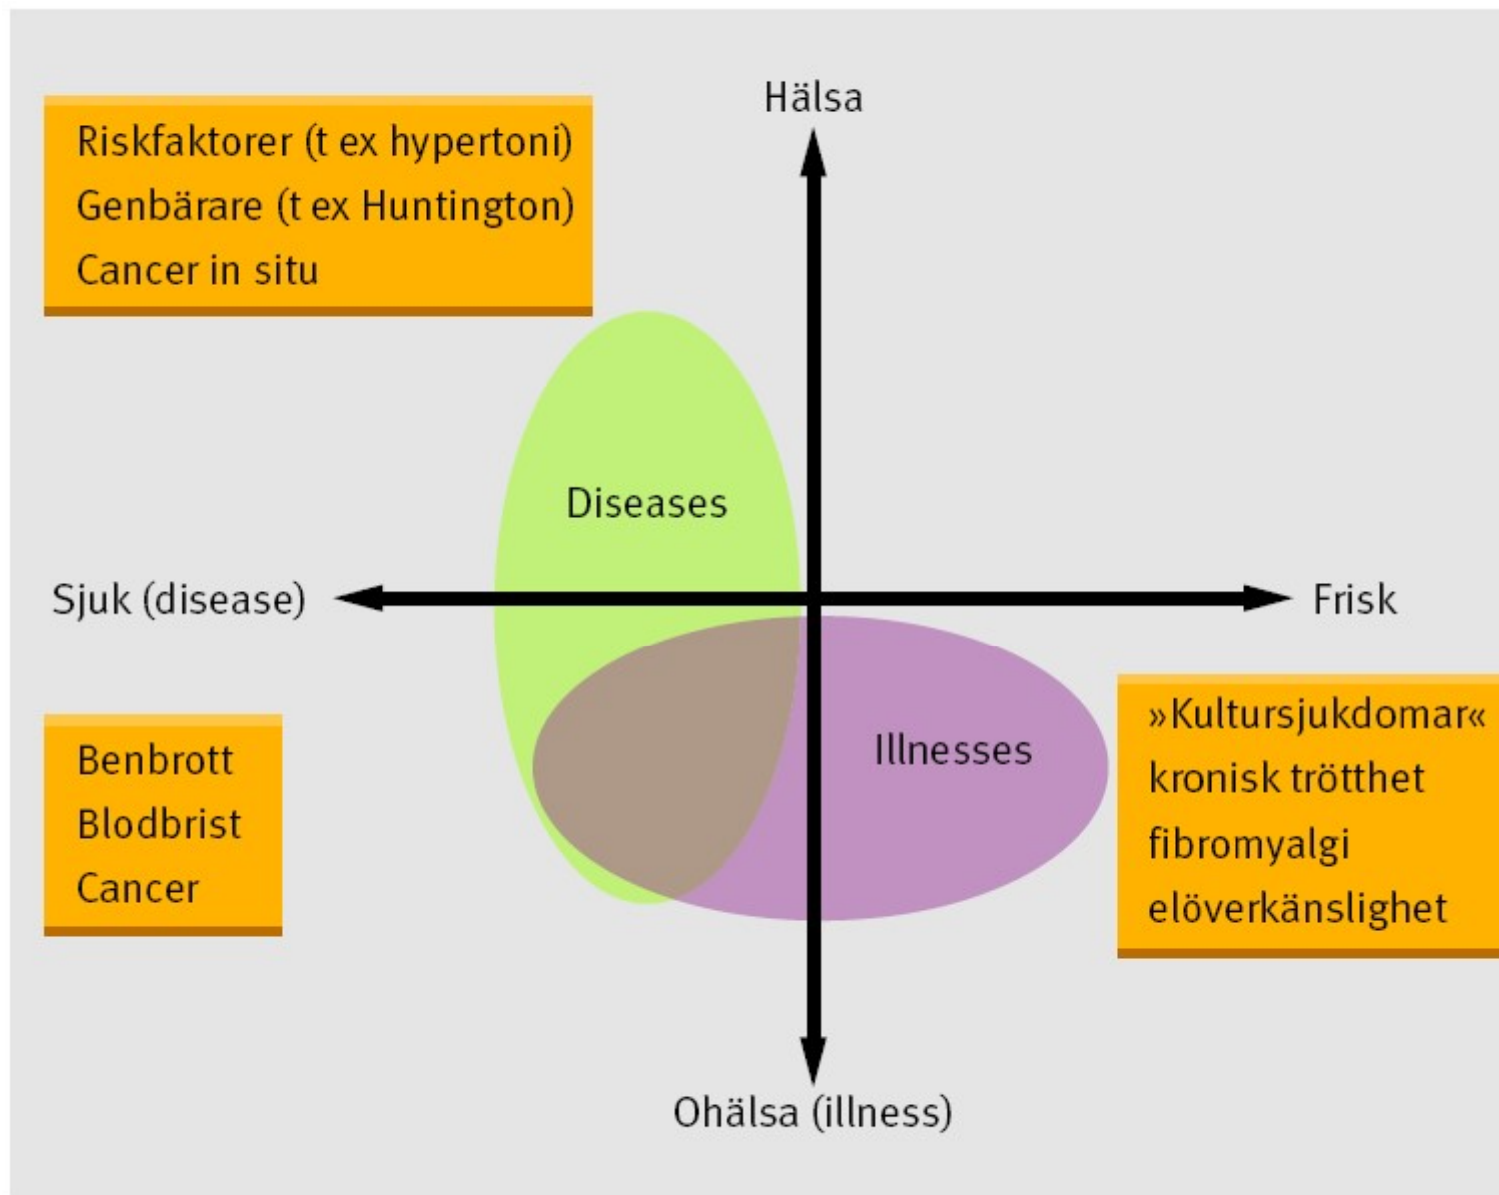 Hälsa
Riskfaktorer (t ex hypertoni)
Genbärare (t ex Huntington)
Cancer in situ
Diseases
Sjuk (disease)
Frisk
Benbrott
Blodbrist
Cancer
Illnesses
»Kultursjukdomar«
kronisk trötthet
fibromyalgi
elöverkänslighet
Ohälsa (illness)